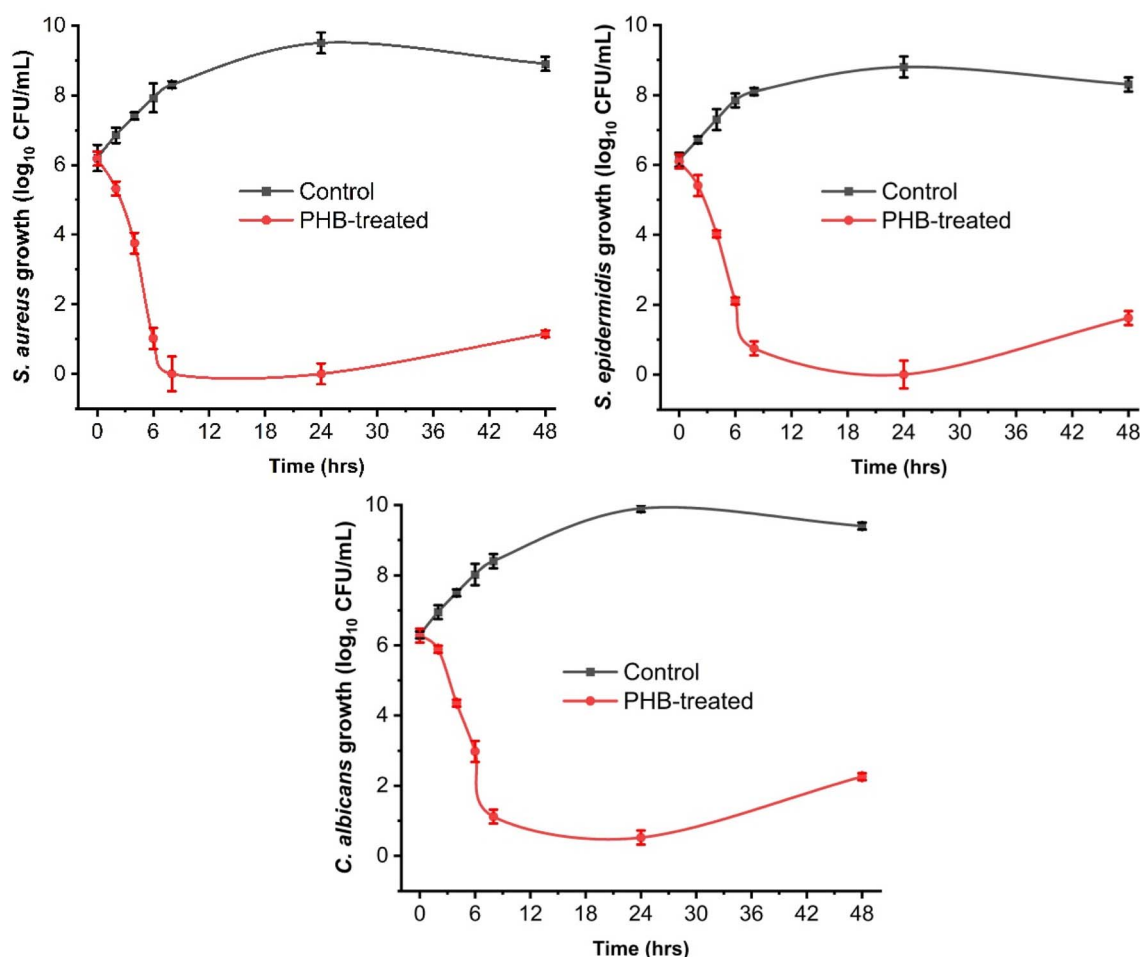 S. aureus growth (log₁₀ CFU/mL)
10
8
6
4
2
0
Control
PHB-treated
0 6 12 18 24 30 36 42 48
Time (hrs)
S. epidermidis growth (log₁₀ CFU/mL)
10
8
6
4
2
0
Control
PHB-treated
0 6 12 18 24 30 36 42 48
Time (hrs)
C. albicans growth (log₁₀ CFU/mL)
10
8
6
4
2
0
Control
PHB-treated
0 6 12 18 24 30 36 42 48
Time (hrs)